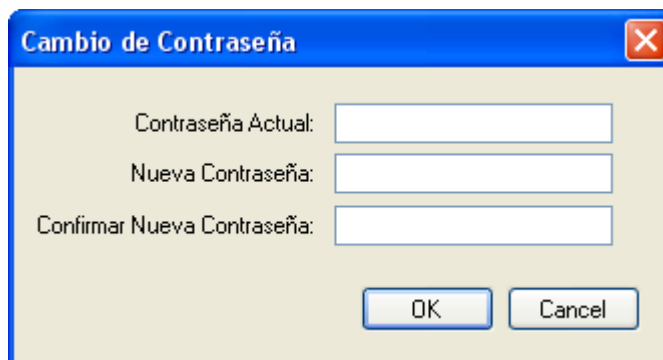 Cambio de Contraseña
Contraseña Actual:
Nueva Contraseña:
Confirmar Nueva Contraseña:
OK Cancel